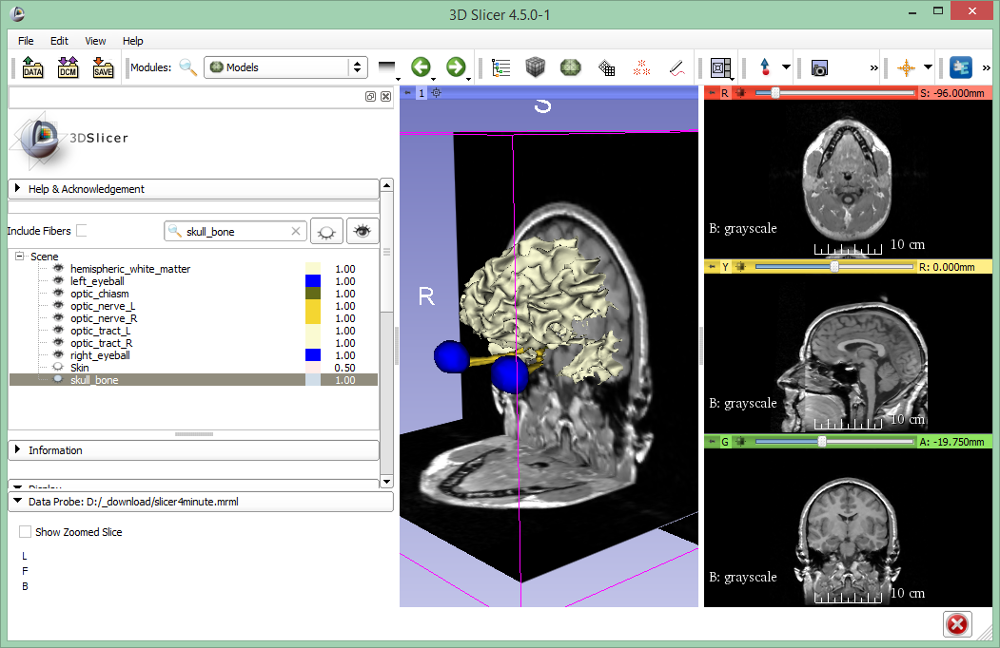 3D Slicer 4.5.0-1
File Edit View Help
DATA DCM SAVE Modules: Models
1
R S: -96.000mm
S
3DSlicer
Help & Acknowledgement
Include Fibers skull_bone
B: grayscale 10 cm
Scene
Y R: 0.000mm
hemispheric_white_matter 1.00
left_eyeball 1.00
optic_chiasm 1.00
optic_nerve_L 1.00
R
optic_nerve_R 1.00
optic_tract_L 1.00
optic_tract_R 1.00
right_eyeball 1.00
Skin 0.50
skull_bone 1.00
B: grayscale 10 cm
G A: -19.750mm
Information
Display
Data Probe: D:/_download/slicer4minute.mrml
Show Zoomed Slice
L
F
B
B: grayscale 10 cm